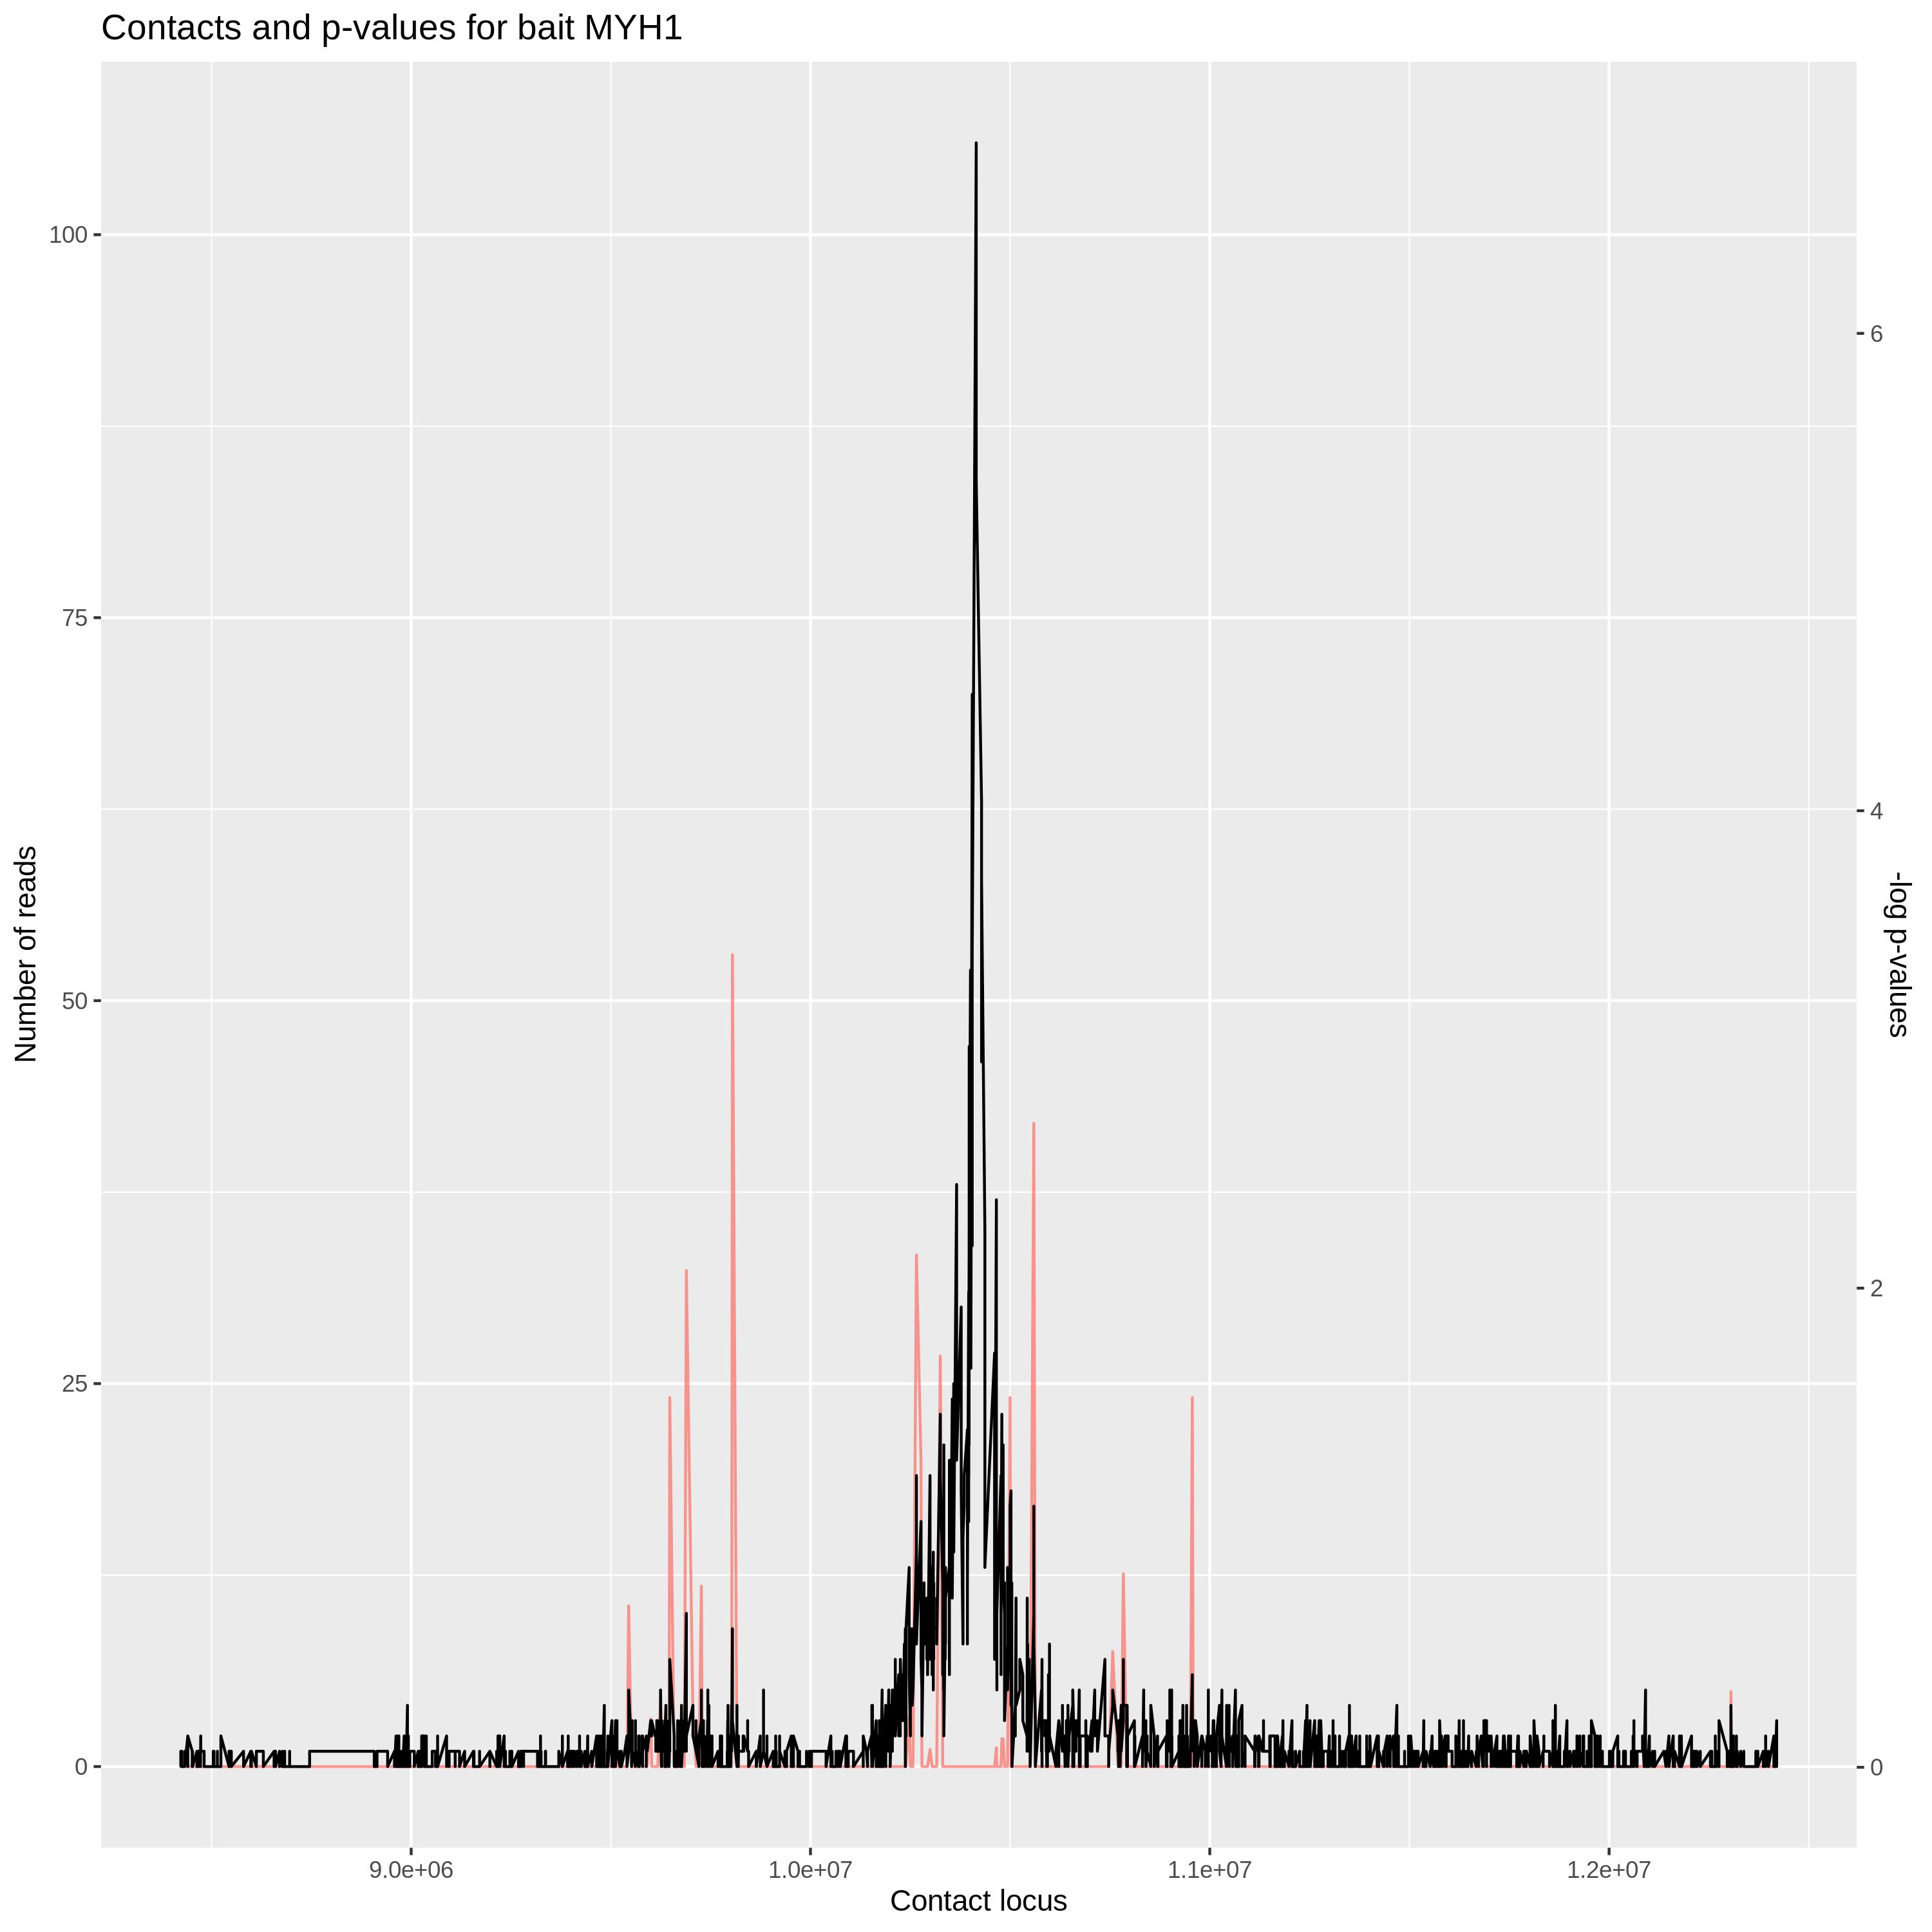 Contacts and p-values for bait MYH1
Number of reads
100
75
50
25
0
6
4
2
0
-log p-values
9.0e+06
1.0e+07
1.1e+07
1.2e+07
Contact locus